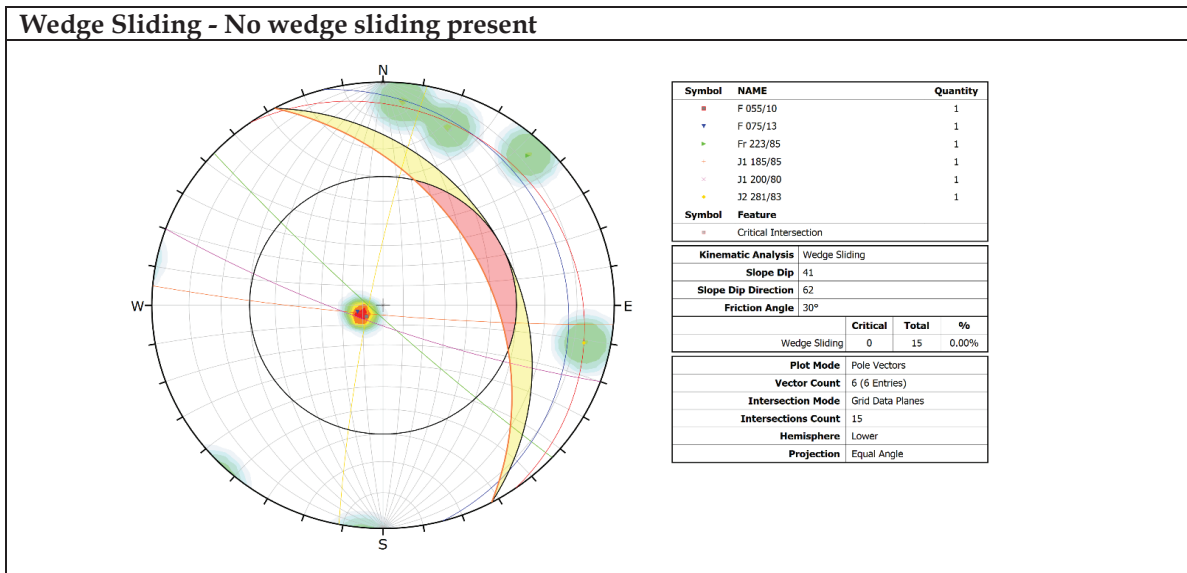 Wedge Sliding - No wedge sliding present
N
W
E
S
Symbol NAME Quantity
F 055/10 1
F 075/13 1
Fr 223/85 1
J1 185/85 1
J1 200/80 1
J2 281/83 1
Symbol Feature
Critical Intersection
Kinematic Analysis Wedge Sliding
Slope Dip 41
Slope Dip Direction 62
Friction Angle 30°
Critical Total %
Wedge Sliding 0 15 0.00%
Plot Mode Pole Vectors
Vector Count 6 (6 Entries)
Intersection Mode Grid Data Planes
Intersections Count 15
Hemisphere Lower
Projection Equal Angle